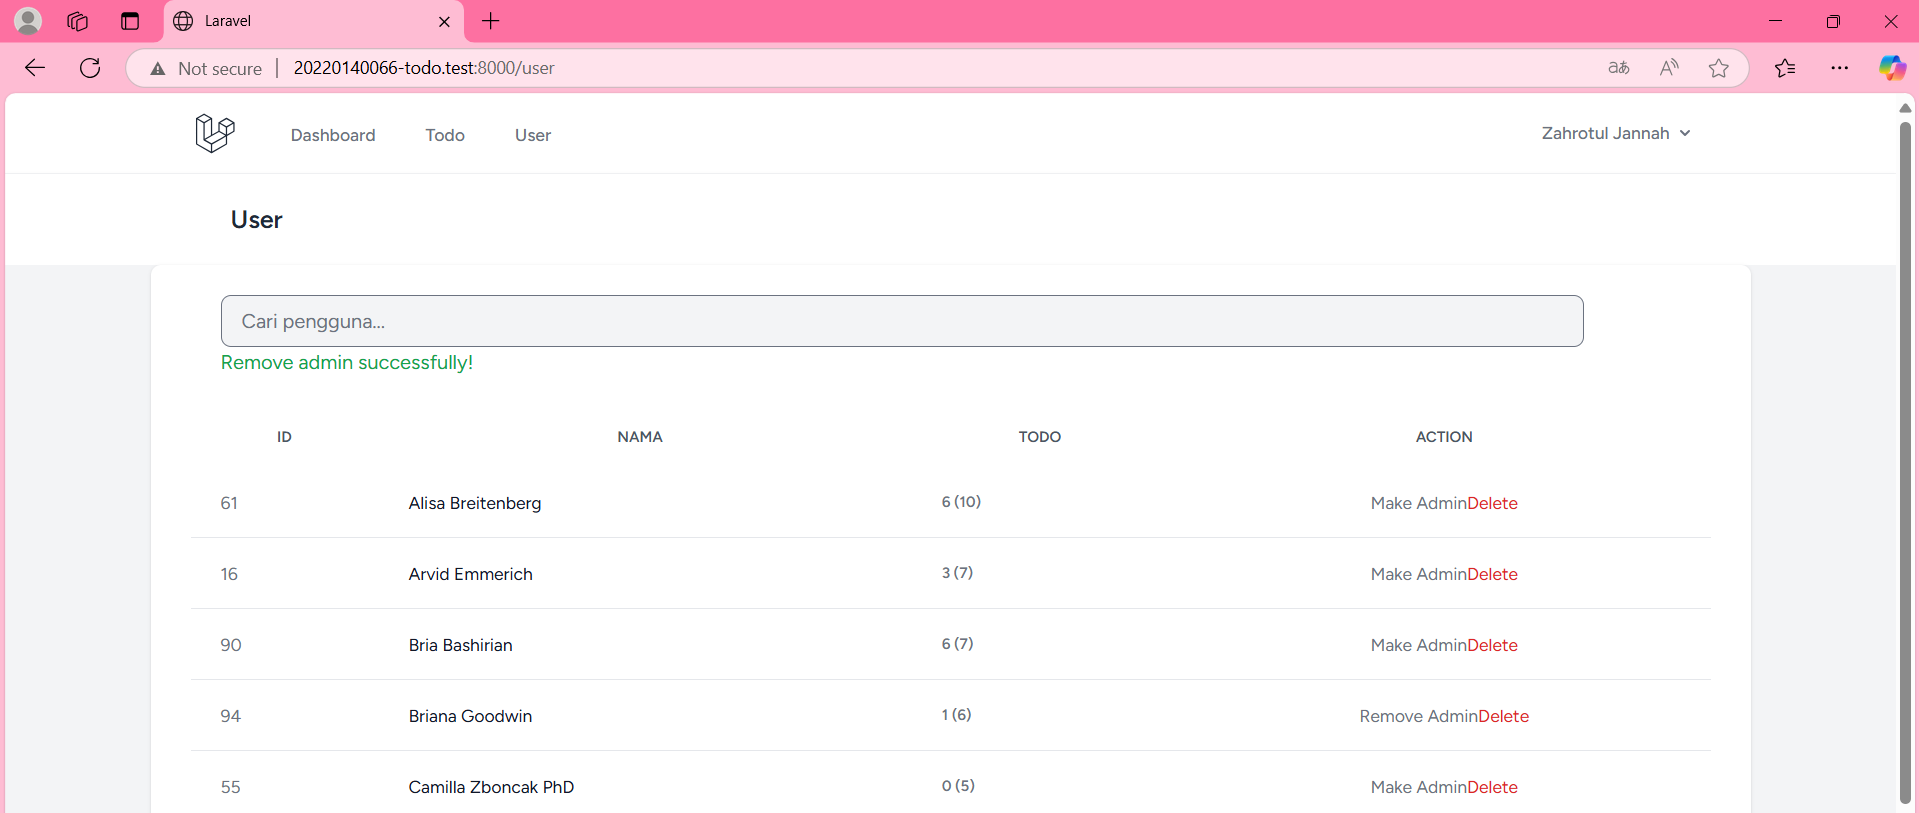 Laravel
Not secure 20220140066-todo.test:8000/user
Dashboard Todo User Zahrotul Jannah
User
Cari pengguna...
Remove admin successfully!
ID NAMA TODO ACTION
61 Alisa Breitenberg 6 (10) Make AdminDelete
16 Arvid Emmerich 3 (7) Make AdminDelete
90 Bria Bashirian 6 (7) Make AdminDelete
94 Briana Goodwin 1 (6) Remove AdminDelete
55 Camilla Zboncak PhD 0 (5) Make AdminDelete